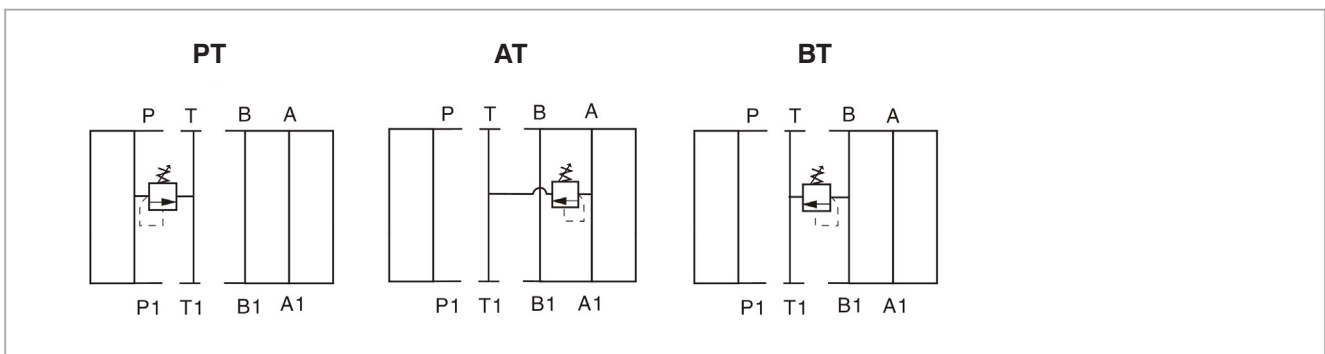 PT AT BT
P T B A P T B A P T B A
P1 T1 B1 A1 P1 T1 B1 A1 P1 T1 B1 A1